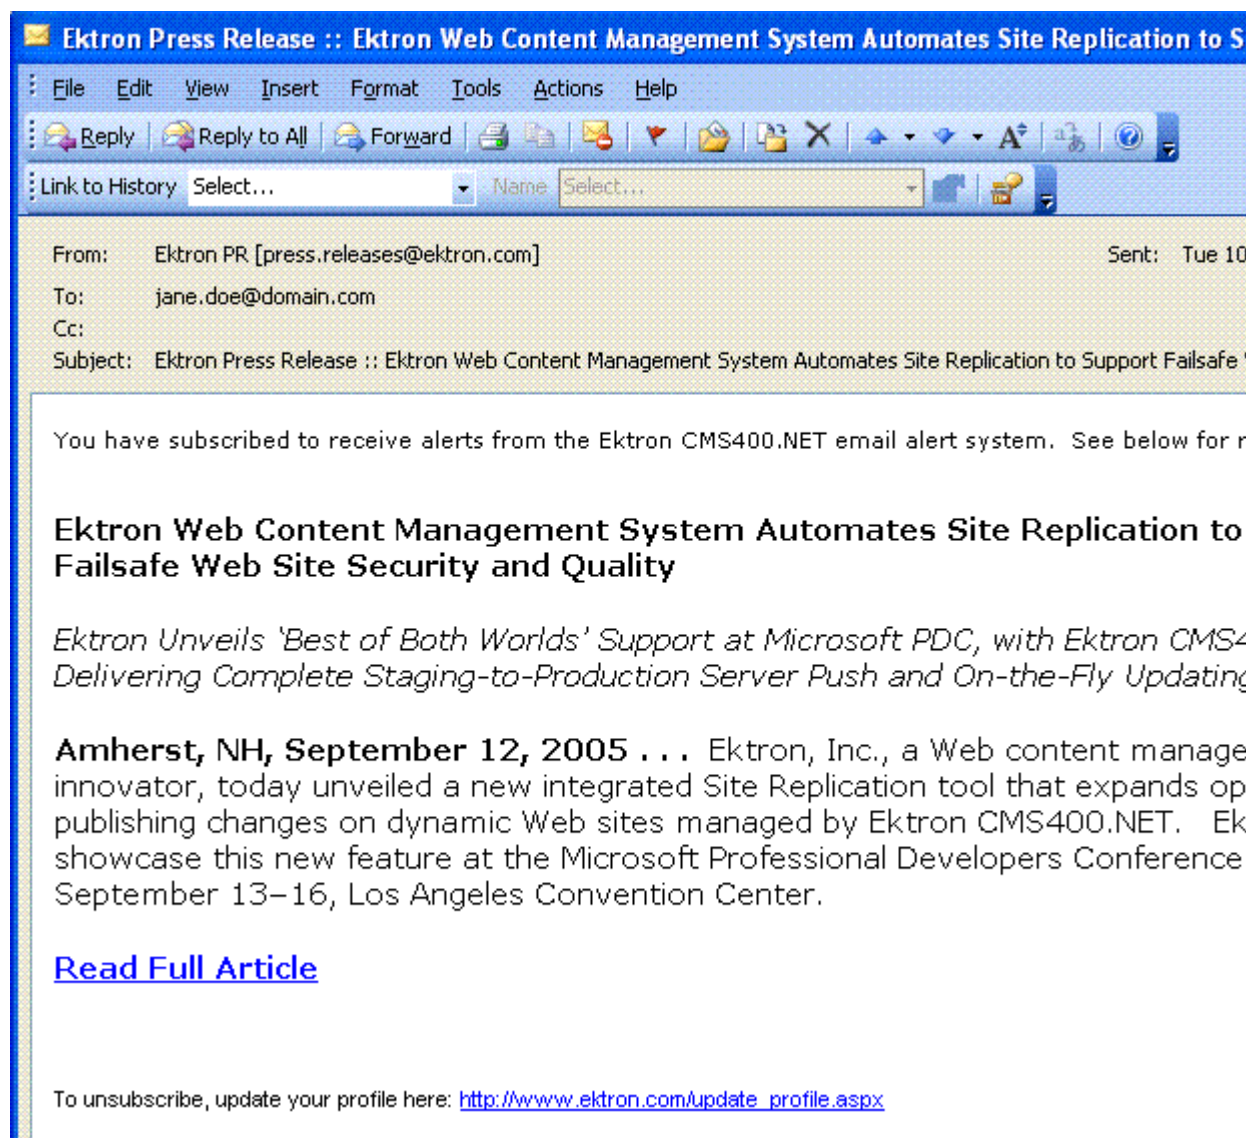 Ektron Press Release :: Ektron Web Content Management System Automates Site Replication to S
File Edit View Insert Format Tools Actions Help
Reply Reply to All Forward
Link to History Select... Name Select...
From: Ektron PR [press.releases@ektron.com] Sent: Tue 10
To: jane.doe@domain.com
Cc:
Subject: Ektron Press Release :: Ektron Web Content Management System Automates Site Replication to Support Failsafe
You have subscribed to receive alerts from the Ektron CMS400.NET email alert system. See below for
Ektron Web Content Management System Automates Site Replication to
Failsafe Web Site Security and Quality
Ektron Unveils ‘Best of Both Worlds’ Support at Microsoft PDC, with Ektron CMS4
Delivering Complete Staging-to-Production Server Push and On-the-Fly Updating
Amherst, NH, September 12, 2005 . . . Ektron, Inc., a Web content manage
innovator, today unveiled a new integrated Site Replication tool that expands op
publishing changes on dynamic Web sites managed by Ektron CMS400.NET. Ek
showcase this new feature at the Microsoft Professional Developers Conference
September 13–16, Los Angeles Convention Center.
Read Full Article
To unsubscribe, update your profile here: http://www.ektron.com/update_profile.aspx